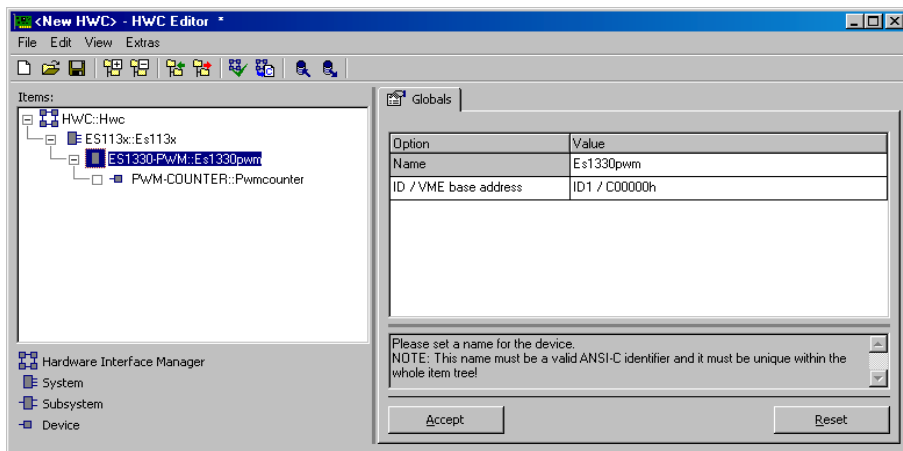 <New HWC> - HWC Editor *
File Edit View Extras
Items:
HWC::Hwc
ES113x::Es113x
ES1330-PWM::Es1330pwm
PWM-COUNTER::Pwmcounter
Hardware Interface Manager
System
Subsystem
Device
Globals
Option Value
Name Es1330pwm
ID / VME base address ID1 / C00000h
Please set a name for the device.
NOTE: This name must be a valid ANSI-C identifier and it must be unique within the
whole item tree!
Accept Reset